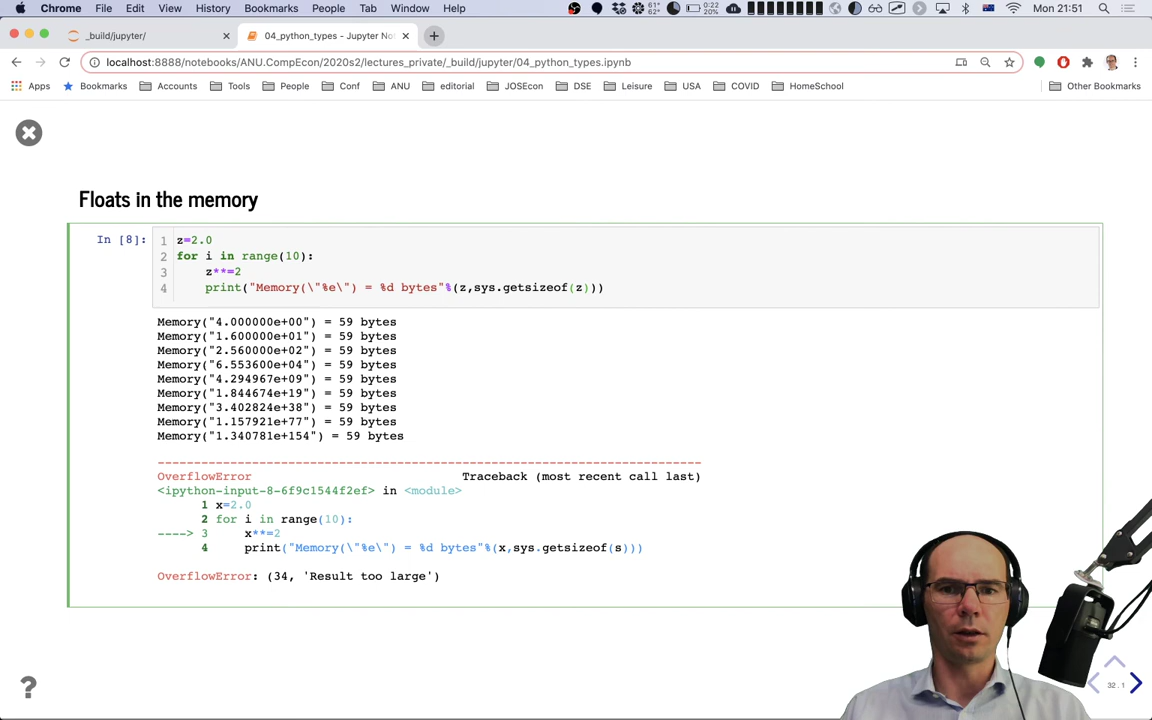 Chrome File Edit View History Bookmarks People Tab Window Help 61° 62° 0:22 20% Mon 21:51
_build/jupyter/ 04_python_types - Jupyter No
localhost:8888/notebooks/ANU.CompEcon/2020s2/lectures_private/_build/jupyter/04_python_types.ipynb
Apps Bookmarks Accounts Tools People Conf ANU editorial JOSEcon DSE Leisure USA COVID HomeSchool Other Bookmarks
Floats in the memory
In [8]: 1 z=2.0
2 for i in range(10):
3     z**=2
4     print("Memory(\"%e\") = %d bytes"%(z,sys.getsizeof(z)))
Memory("4.000000e+00") = 59 bytes
Memory("1.600000e+01") = 59 bytes
Memory("2.560000e+02") = 59 bytes
Memory("6.553600e+04") = 59 bytes
Memory("4.294967e+09") = 59 bytes
Memory("1.844674e+19") = 59 bytes
Memory("3.402824e+38") = 59 bytes
Memory("1.157921e+77") = 59 bytes
Memory("1.340781e+154") = 59 bytes
---------------------------------------------------------------------------
OverflowError                             Traceback (most recent call last)
<ipython-input-8-6f9c1544f2ef> in <module>
      1 x=2.0
      2 for i in range(10):
----> 3     x**=2
      4     print("Memory(\"%e\") = %d bytes"%(x,sys.getsizeof(s)))
OverflowError: (34, 'Result too large')
?
32.1